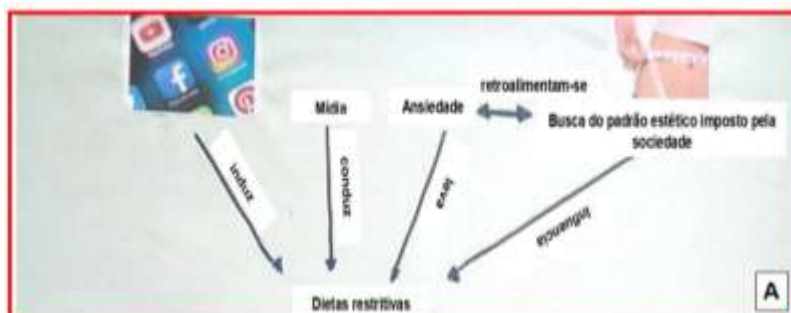 retroalimentam-se
Mídia
Ansiedade
Busca do padrão estético imposto pela
sociedade
induz
conduz
leva
influencia
Dietas restritivas
A